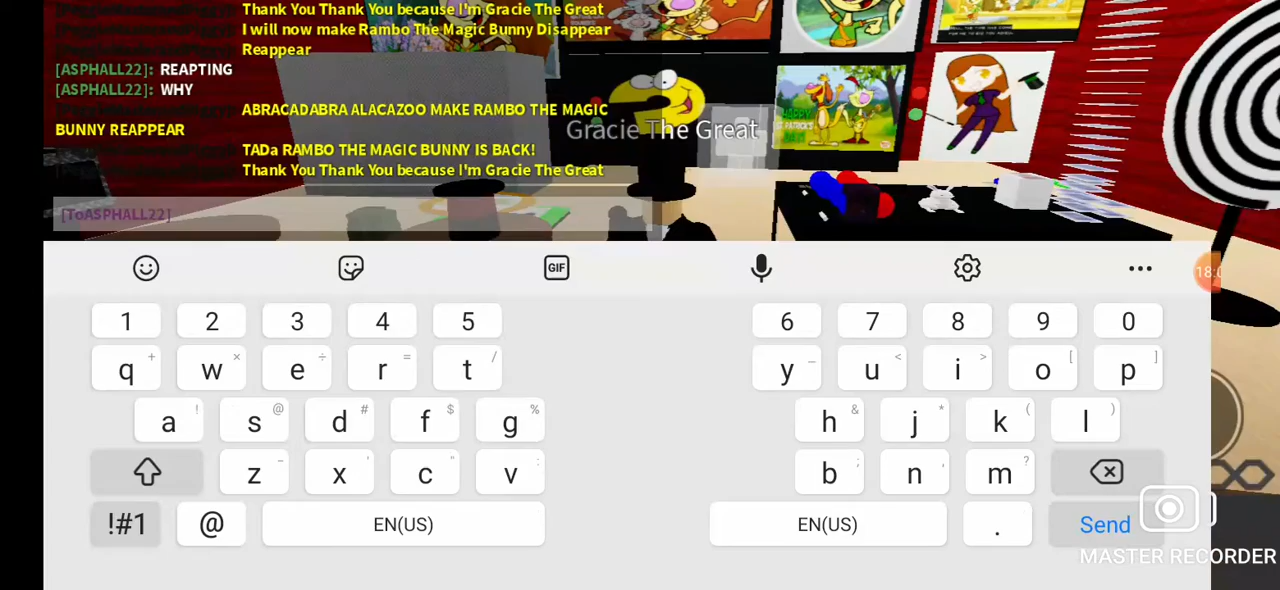 Thank You Thank You because I'm Gracie The Great
I will now make Rambo The Magic Bunny Disappear
Reappear
[ASPHALL22]: REAPTING
[ASPHALL22]: WHY
ABRACADABRA ALACAZOO MAKE RAMBO THE MAGIC
BUNNY REAPPEAR
TADa RAMBO THE MAGIC BUNNY IS BACK!
Thank You Thank You because I'm Gracie The Great
Gracie The Great
[ToASPHALL22]
GIF
18:0
1 2 3 4 5 6 7 8 9 0
q + w × e ÷ r = t / y _ u < i > o [ p ]
a ! s @ d # f $ g % h & j * k ( l )
z - x ' c " v : b ; n , m ?
!#1 @ EN(US) EN(US) . Send
MASTER RECORDER